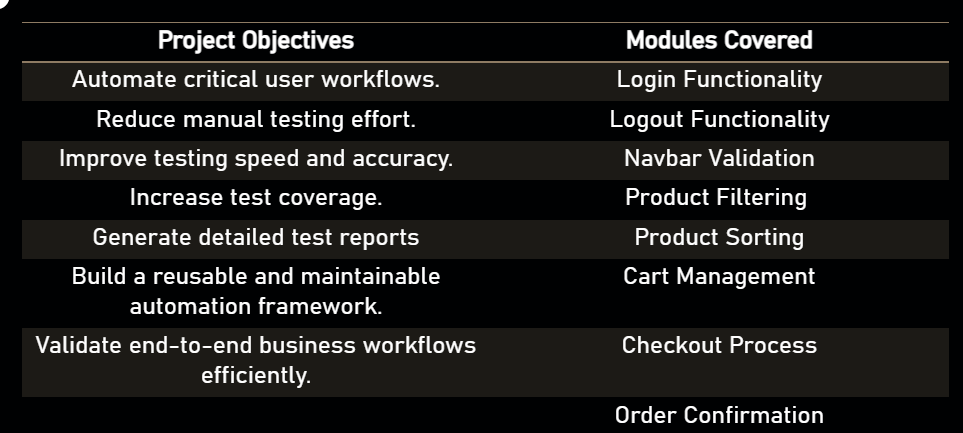 Project Objectives Modules Covered
Automate critical user workflows. Login Functionality
Reduce manual testing effort. Logout Functionality
Improve testing speed and accuracy. Navbar Validation
Increase test coverage. Product Filtering
Generate detailed test reports Product Sorting
Build a reusable and maintainable Cart Management
automation framework.
Validate end-to-end business workflows Checkout Process
efficiently.
Order Confirmation